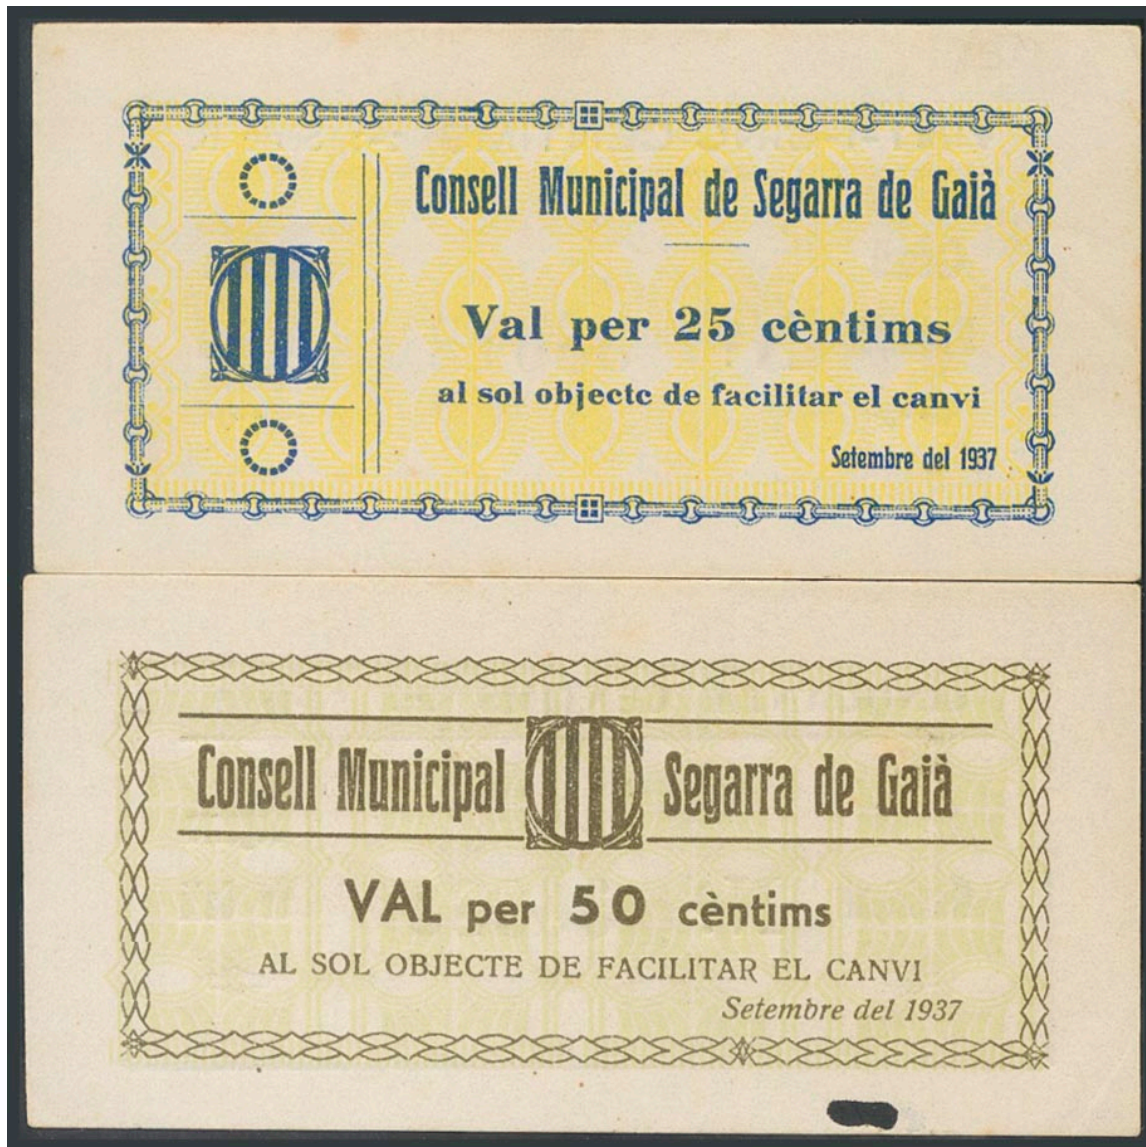 Consell Municipal de Segarra de Gaià
Val per 25 cèntims
al sol objecte de facilitar el canvi
Setembre del 1937
Consell Municipal Segarra de Gaià
VAL per 50 cèntims
AL SOL OBJECTE DE FACILITAR EL CANVI
Setembre del 1937